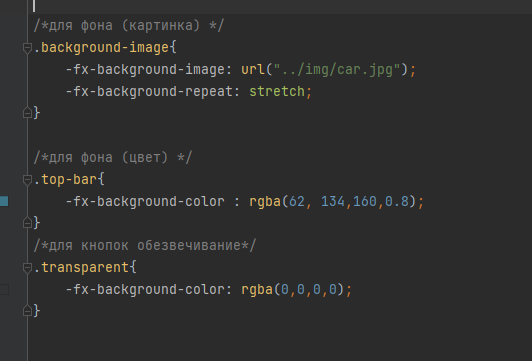 /*для фона (картинка) */
.background-image{
-fx-background-image: url("../img/car.jpg");
-fx-background-repeat: stretch;
}
/*для фона (цвет) */
.top-bar{
-fx-background-color : rgba(62, 134,160,0.8);
}
/*для кнопок обезвечивание*/
.transparent{
-fx-background-color: rgba(0,0,0,0);
}